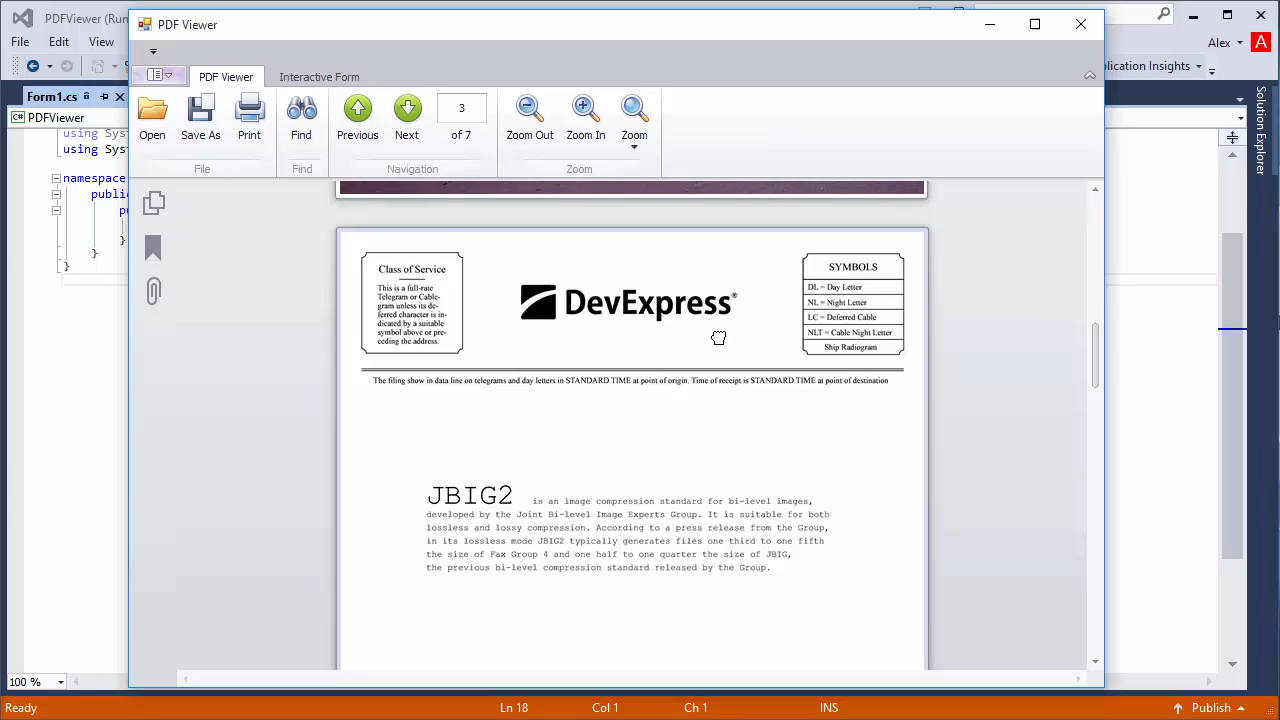 PDFViewer (Run
PDF Viewer
File Edit View
Alex
A
plication Insights
Form1.cs
PDFViewer
using Sys
using Sys
namespace
public
pu
}
}
}
100 %
PDF Viewer Interactive Form
Open Save As Print Find Previous Next 3 of 7 Zoom Out Zoom In Zoom
File Find Navigation Zoom
Class of Service
This is a full-rate
Telegram or Cable-
gram unless its de-
ferred character is in-
dicated by a suitable
symbol above or pre-
ceding the address.
DevExpress®
SYMBOLS
DL = Day Letter
NL = Night Letter
LC = Deferred Cable
NLT = Cable Night Letter
Ship Radiogram
The filing show in data line on telegrams and day letters in STANDARD TIME at point of origin. Time of receipt is STANDARD TIME at point of destination
JBIG2 is an image compression standard for bi-level images,
developed by the Joint Bi-level Image Experts Group. It is suitable for both
lossless and lossy compression. According to a press release from the Group,
in its lossless mode JBIG2 typically generates files one third to one fifth
the size of Fax Group 4 and one half to one quarter the size of JBIG,
the previous bi-level compression standard released by the Group.
Solution Explorer
Ready Ln 18 Col 1 Ch 1 INS Publish